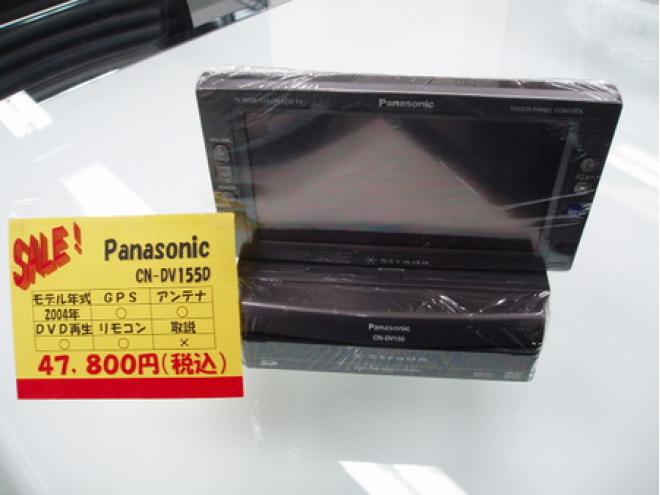 Panasonic
TOUCH PANEL CONTROL
Strada
Panasonic
CN-DV150
Strada
SALE!
Panasonic
CN-DV155D
モデル年式 GPS アンテナ
2004年 ○ ○
DVD再生 リモコン 取説
○ ○ ×
47,800円(税込)